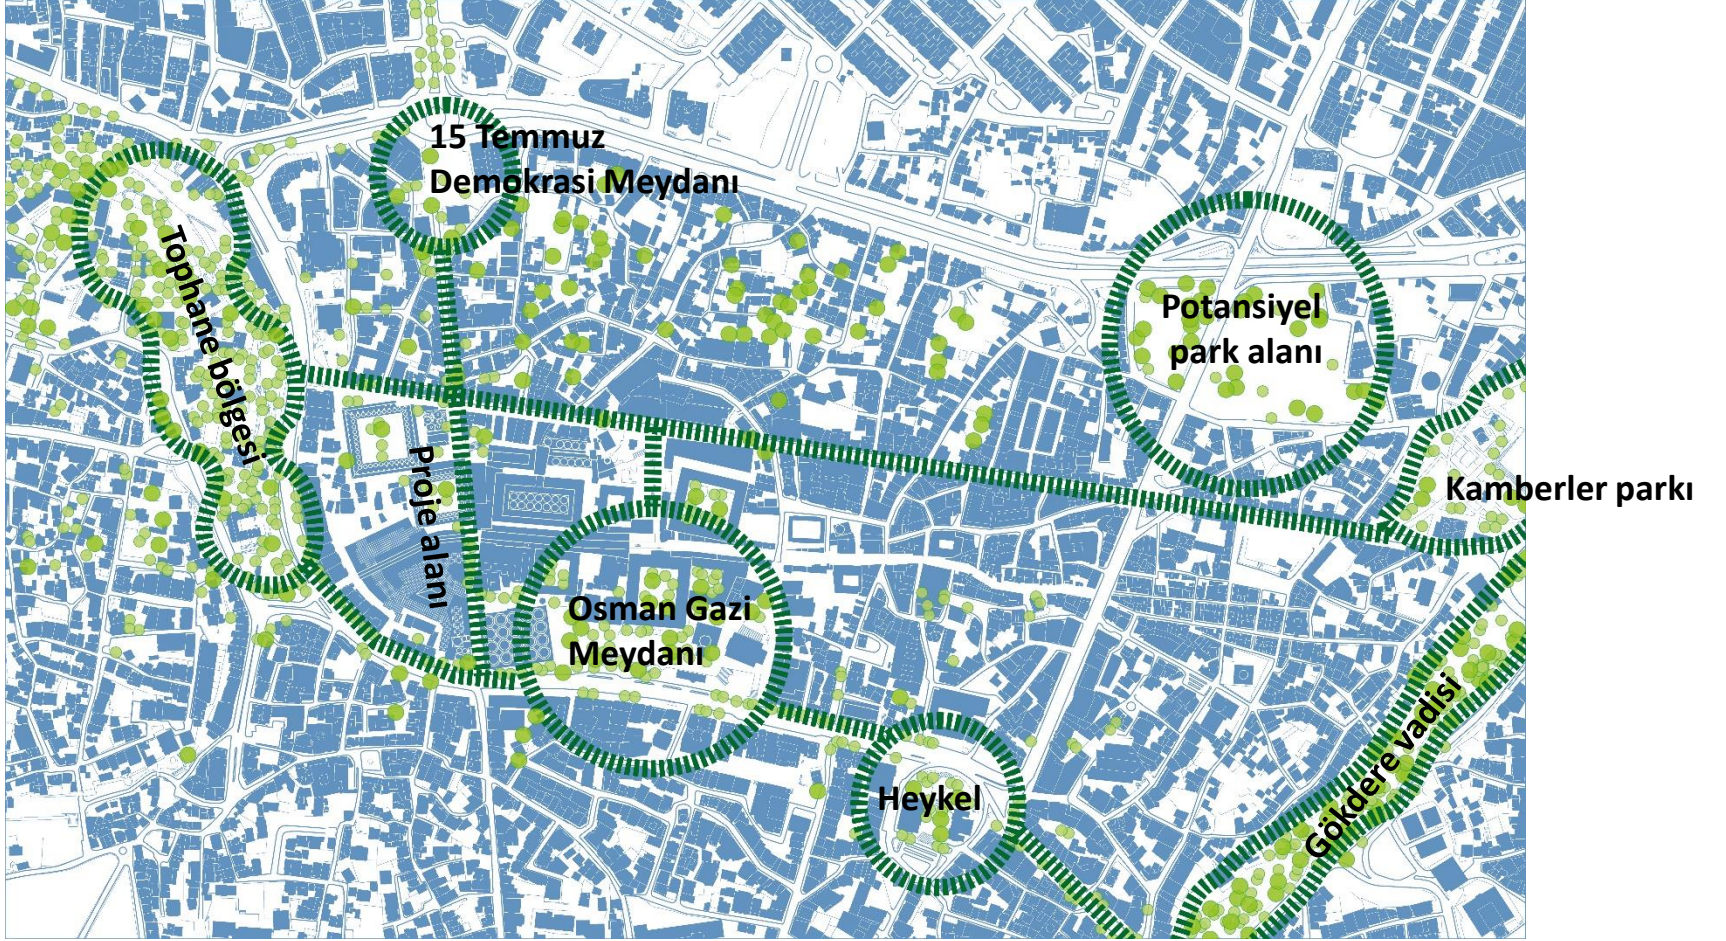 15 Temmuz
Demokrasi Meydanı
Tophane bölgesi
Potansiyel
park alanı
Proje alanı
Kamberler parkı
Osman Gazi
Meydanı
Heykel
Gökdere vadisi